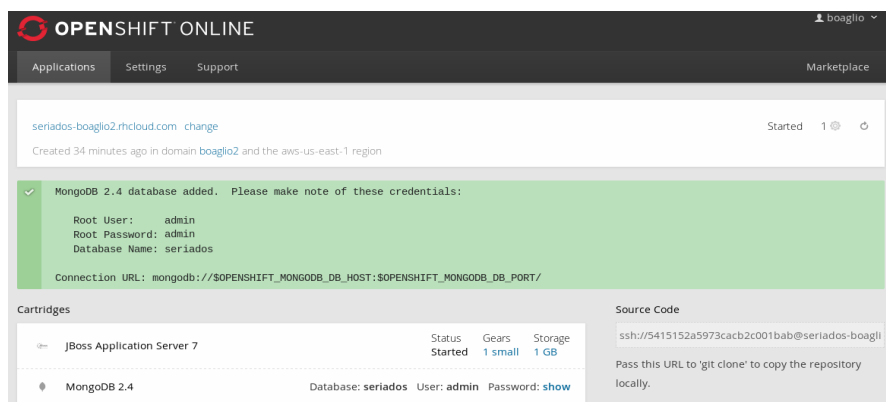 OPENSHIFT ONLINE
boaglio
Applications Settings Support Marketplace
seriados-boaglio2.rhcloud.com change
Started 1
Created 34 minutes ago in domain boaglio2 and the aws-us-east-1 region
MongoDB 2.4 database added. Please make note of these credentials:
Root User: admin
Root Password: admin
Database Name: seriados
Connection URL: mongodb://$OPENSHIFT_MONGODB_DB_HOST:$OPENSHIFT_MONGODB_DB_PORT/
Cartridges
Status Gears Storage
JBoss Application Server 7
Started 1 small 1 GB
MongoDB 2.4 Database: seriados User: admin Password: show
Source Code
ssh://5415152a5973cacb2c001bab@seriados-boagli
Pass this URL to 'git clone' to copy the repository
locally.